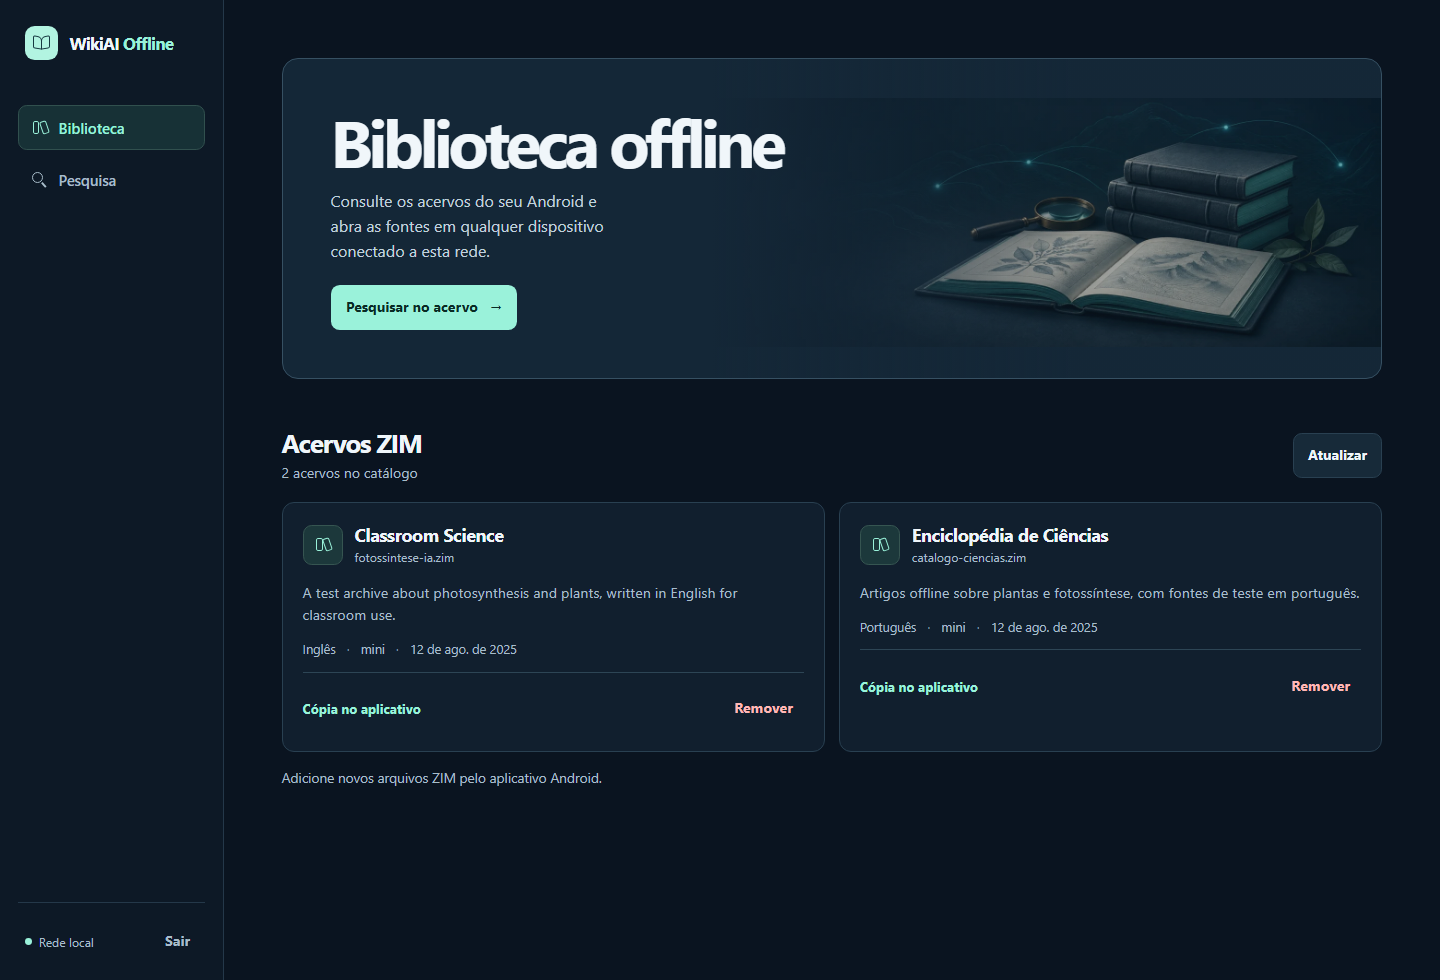 WikiAI Offline
Biblioteca
Pesquisa
Biblioteca offline
Consulte os acervos do seu Android e
abra as fontes em qualquer dispositivo
conectado a esta rede.
Pesquisar no acervo →
Acervos ZIM
2 acervos no catálogo
Atualizar
Classroom Science
fotossintese-ia.zim
A test archive about photosynthesis and plants, written in English for
classroom use.
Inglês · mini · 12 de ago. de 2025
Cópia no aplicativo
Remover
Enciclopédia de Ciências
catalogo-ciencias.zim
Artigos offline sobre plantas e fotossíntese, com fontes de teste em português.
Português · mini · 12 de ago. de 2025
Cópia no aplicativo
Remover
Adicione novos arquivos ZIM pelo aplicativo Android.
Rede local
Sair